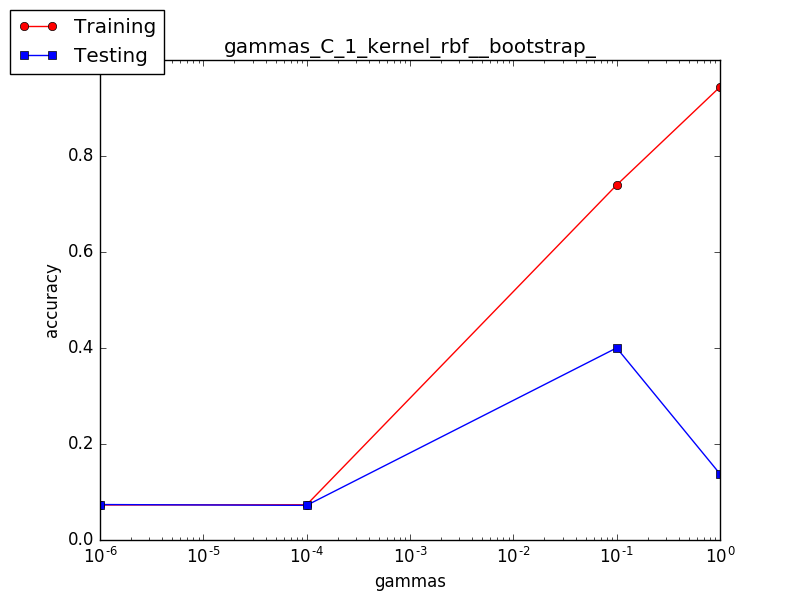 Training
Testing
gammas_C_1_kernel_rbf__bootstrap_
0.8
0.6
0.4
0.2
0.0
accuracy
10^-6 10^-5 10^-4 10^-3 10^-2 10^-1 10^0
gammas